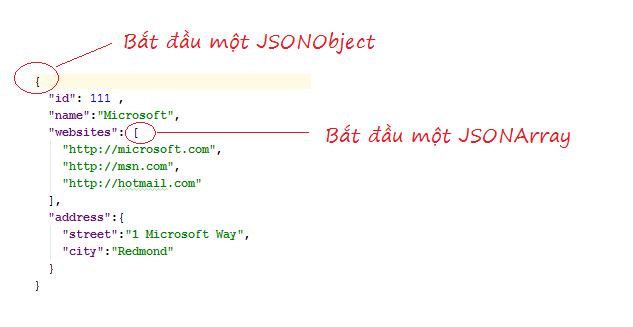 Bắt đầu một JSONObject
{
"id": 111 ,
"name":"Microsoft",
"websites":[
Bắt đầu một JSONArray
"http://microsoft.com",
"http://msn.com",
"http://hotmail.com"
],
"address":{
"street":"1 Microsoft Way",
"city":"Redmond"
}
}